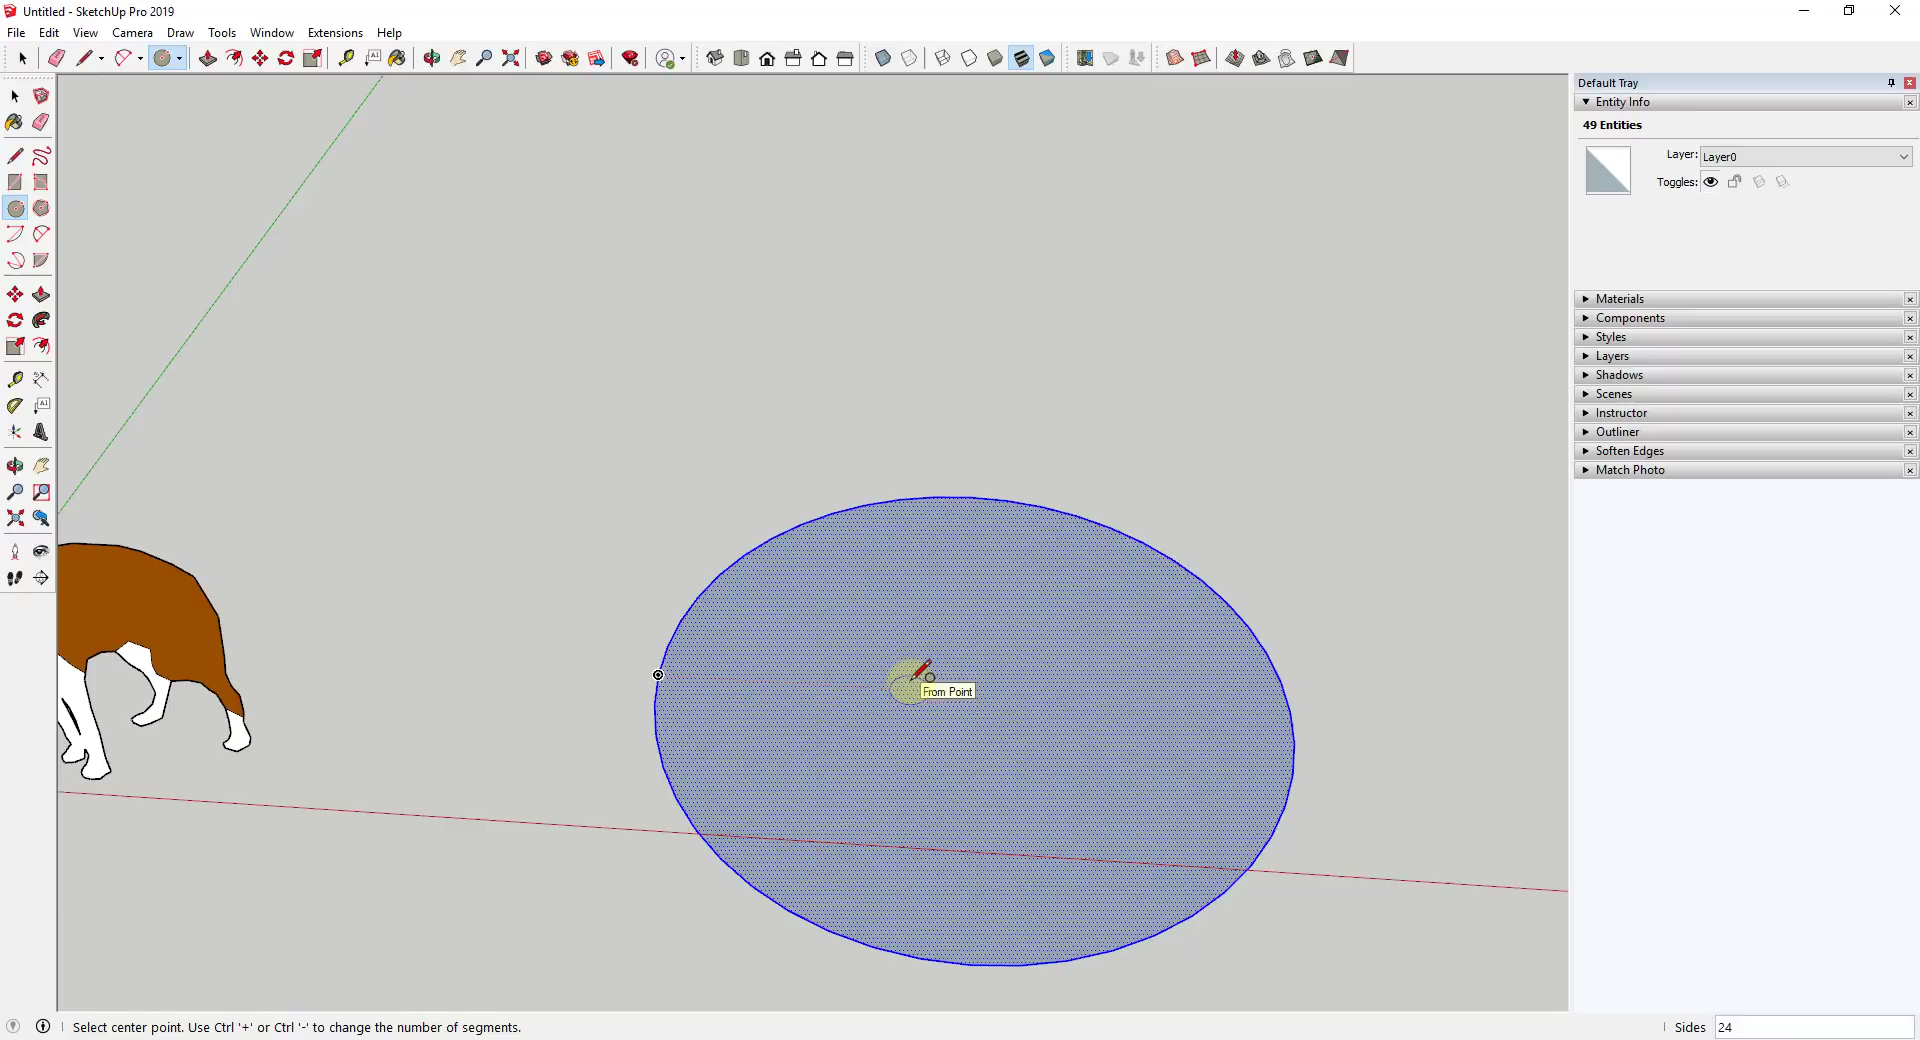 Untitled - SketchUp Pro 2019
File Edit View Camera Draw Tools Window Extensions Help
A1
Default Tray
Entity Info
49 Entities
Layer: Layer0
Toggles:
Materials
Components
Styles
Layers
Shadows
Scenes
Instructor
Outliner
Soften Edges
Match Photo
A1
From Point
Select center point. Use Ctrl '+' or Ctrl '-' to change the number of segments.
Sides 24